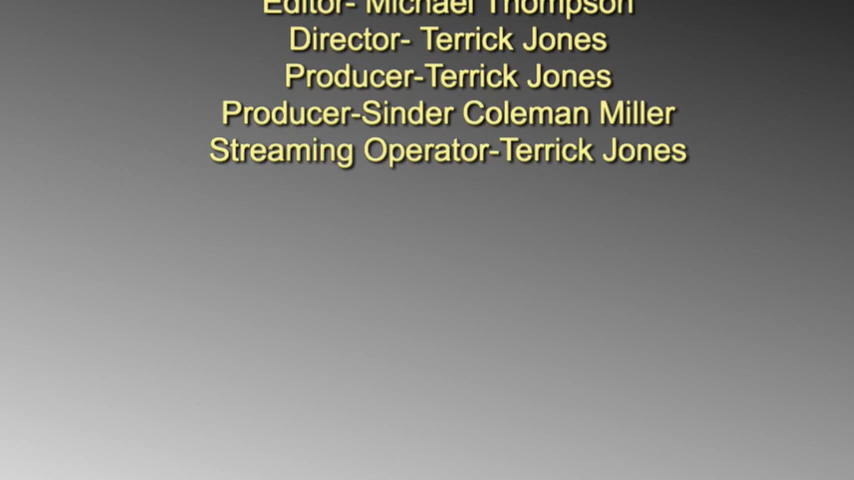 Editor- Michael Thompson
Director- Terrick Jones
Producer-Terrick Jones
Producer-Sinder Coleman Miller
Streaming Operator-Terrick Jones